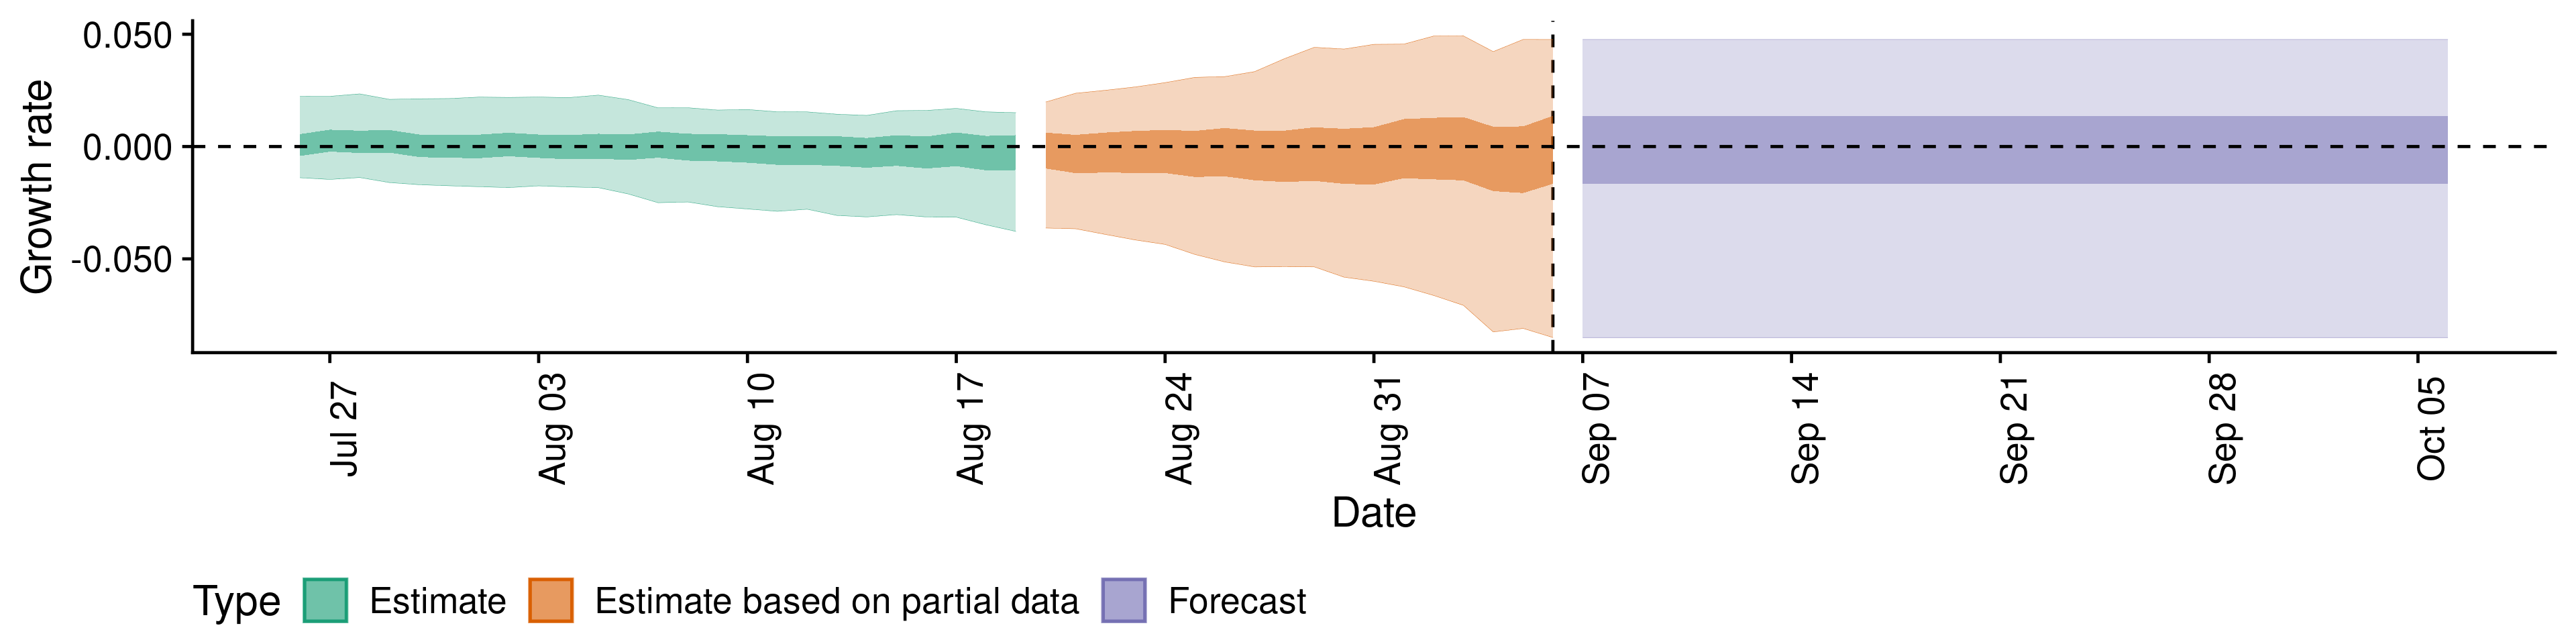 Growth rate
0.050
0.000
-0.050
Jul 27
Aug 03
Aug 10
Aug 17
Aug 24
Aug 31
Sep 07
Sep 14
Sep 21
Sep 28
Oct 05
Date
Type Estimate Estimate based on partial data Forecast